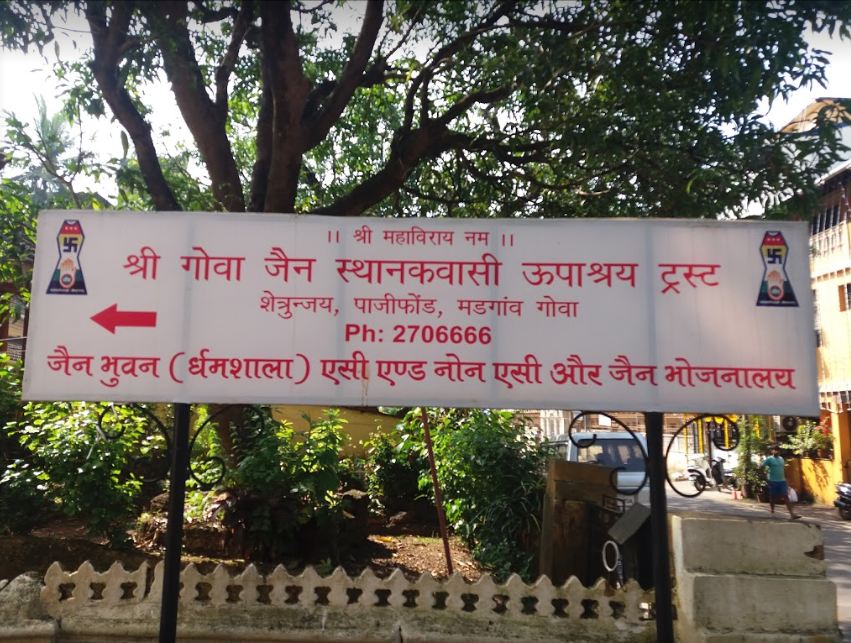 ।। श्री महाविराय नम ।।
श्री गोवा जैन स्थानकवासी ऊपाश्रय ट्रस्ट
शेत्रुन्जय, पाजीफोंड, मडगांव गोवा
Ph: 2706666
जैन भुवन (र्धमशाला) एसी एण्ड नोन एसी और जैन भोजनालय